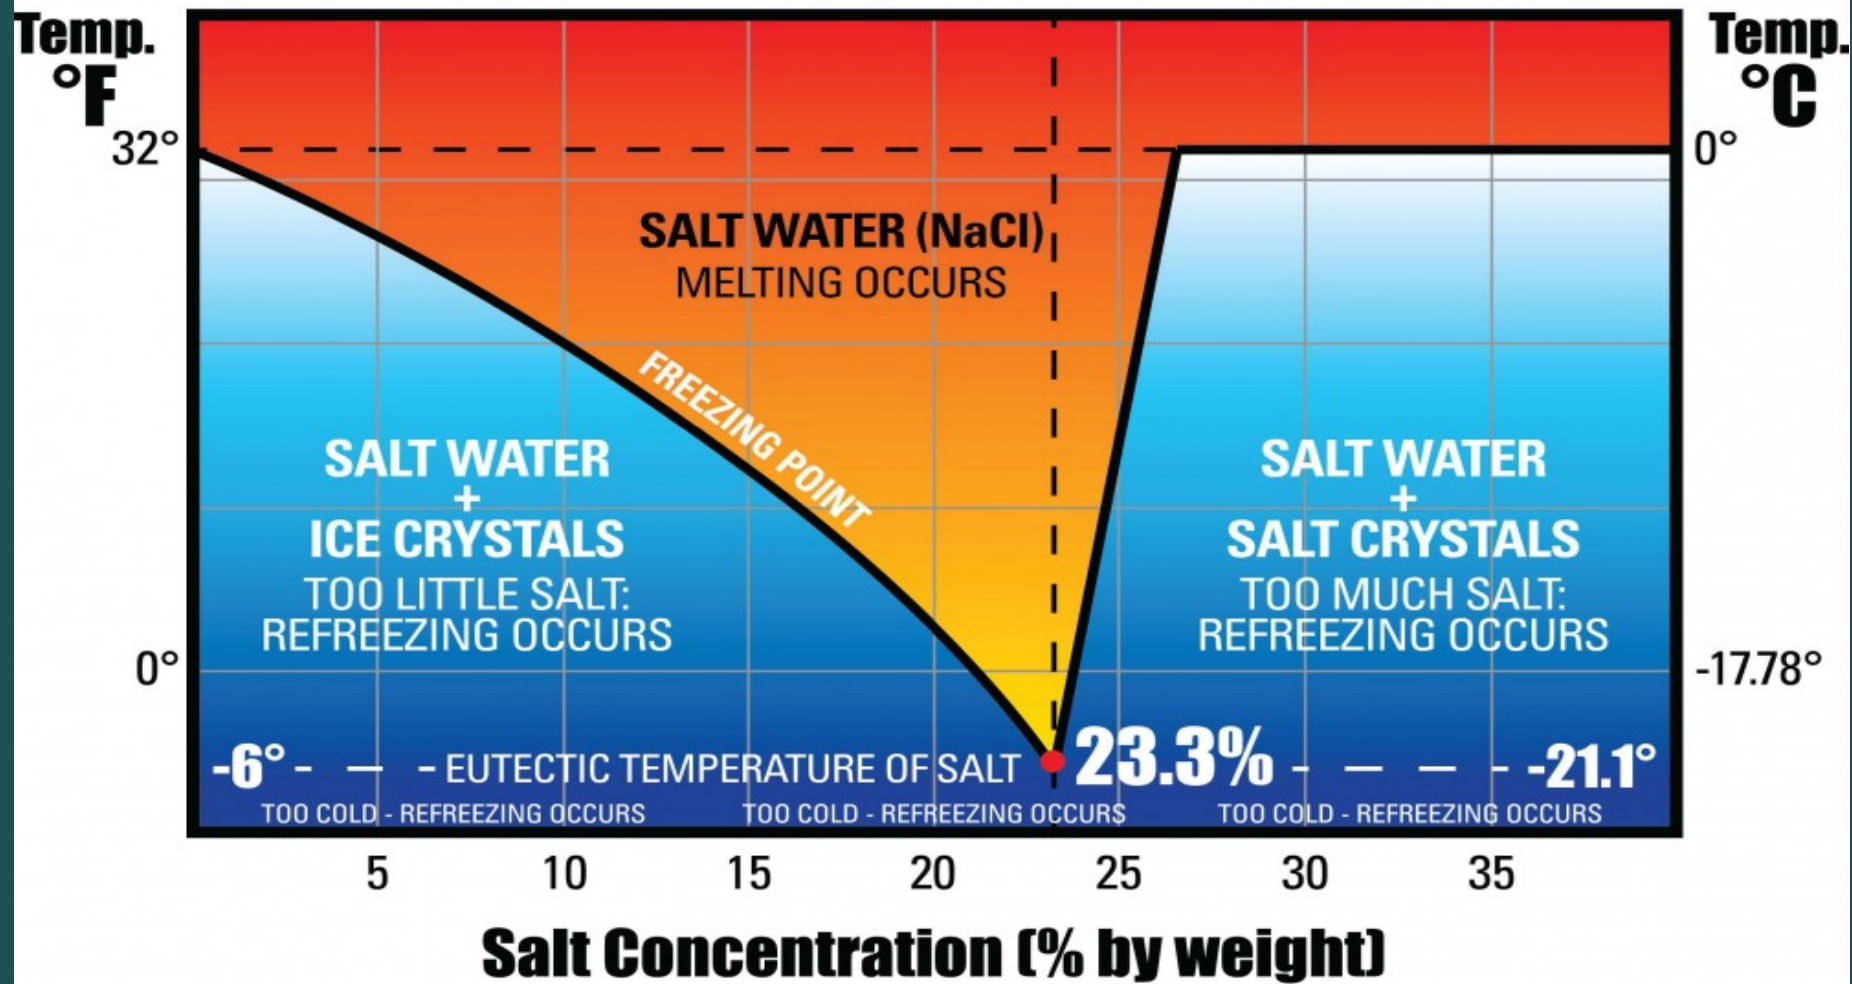 Temp.
°F
Temp.
°C
32°
0°
SALT WATER (NaCl)
MELTING OCCURS
FREEZING POINT
SALT WATER
+
ICE CRYSTALS
TOO LITTLE SALT:
REFREEZING OCCURS
SALT WATER
+
SALT CRYSTALS
TOO MUCH SALT:
REFREEZING OCCURS
0°
-17.78°
-6° - — - EUTECTIC TEMPERATURE OF SALT
23.3% - — — — - -21.1°
TOO COLD - REFREEZING OCCURS
TOO COLD - REFREEZING OCCURS
TOO COLD - REFREEZING OCCURS
5 10 15 20 25 30 35
Salt Concentration (% by weight)